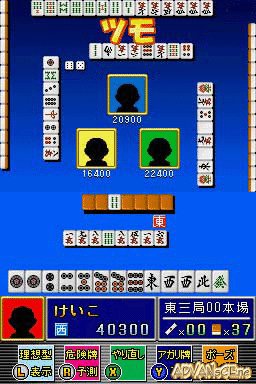 ツモ
20900
16400
22400
東
けいこ
東三局00本場
西
40300
×00
×37
理想型
L表示
危険牌
R予測
やり直し
X
アガリ牌
Y
ポーズ
ADVANsCEne